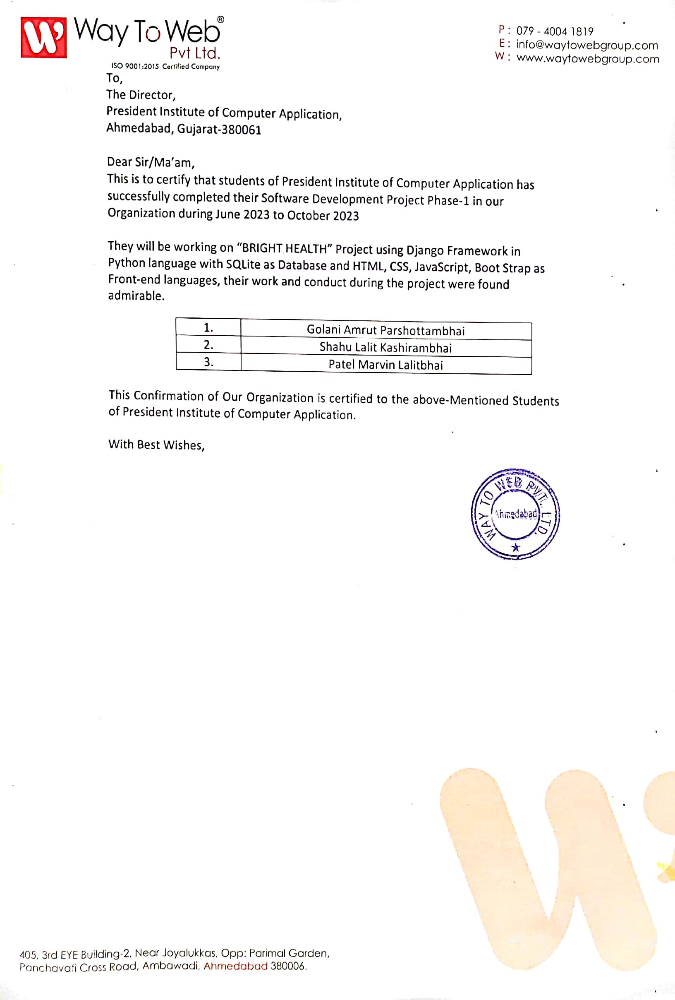 Way To Web®
Pvt Ltd.
ISO 9001:2015 Certified Company
P : 079 - 4004 1819
E : info@waytowebgroup.com
W : www.waytowebgroup.com
To,
The Director,
President Institute of Computer Application,
Ahmedabad, Gujarat-380061
Dear Sir/Ma'am,
This is to certify that students of President Institute of Computer Application has
successfully completed their Software Development Project Phase-1 in our
Organization during June 2023 to October 2023
They will be working on “BRIGHT HEALTH” Project using Django Framework in
Python language with SQLite as Database and HTML, CSS, JavaScript, Boot Strap as
Front-end languages, their work and conduct during the project were found
admirable.
1. Golani Amrut Parshottambhai
2. Shahu Lalit Kashirambhai
3. Patel Marvin Lalitbhai
This Confirmation of Our Organization is certified to the above-Mentioned Students
of President Institute of Computer Application.
With Best Wishes,
WAY TO WEB PVT. LTD.
Ahmedabad
405, 3rd EYE Building-2, Near Joyalukkas, Opp: Parimal Garden,
Panchavati Cross Road, Ambawadi, Ahmedabad 380006.